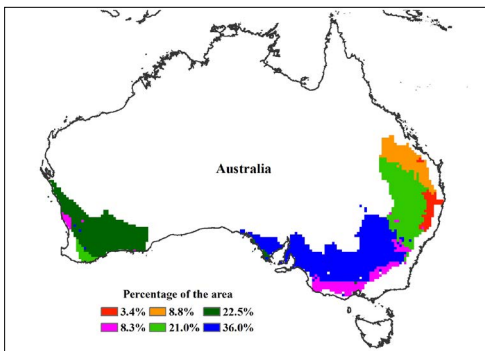 Australia
Percentage of the area
3.4% 8.8% 22.5%
8.3% 21.0% 36.0%